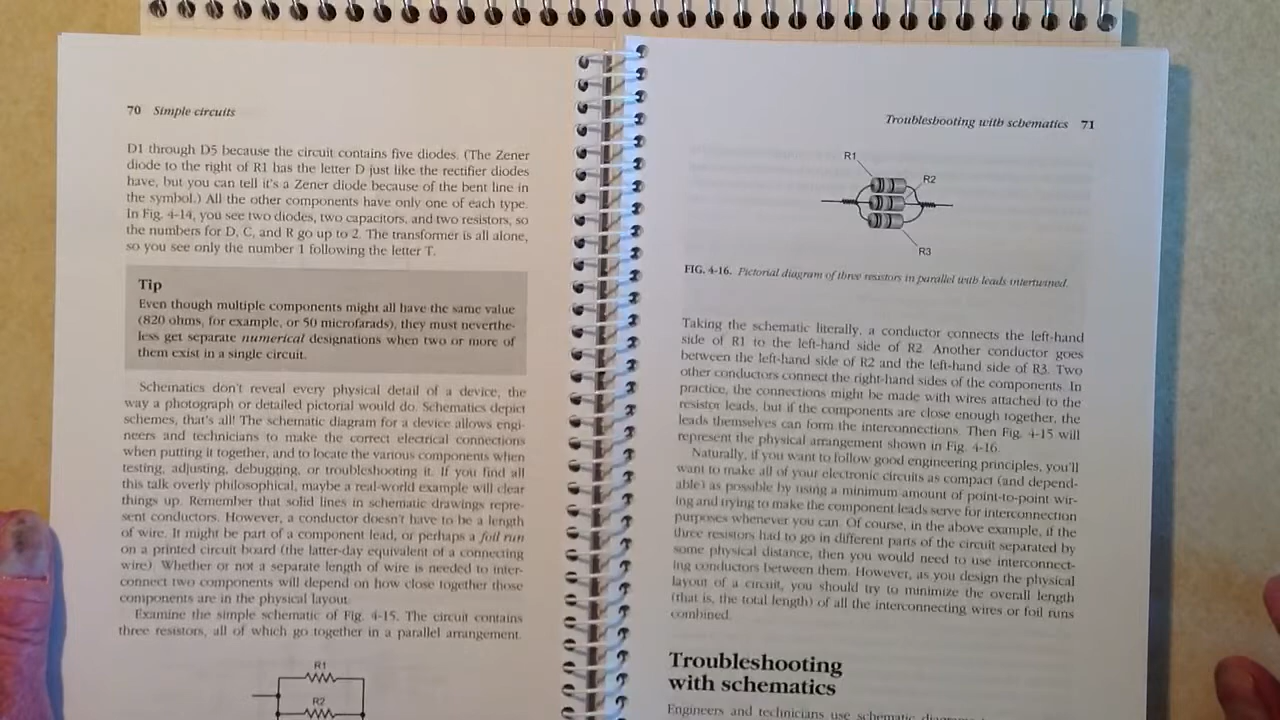 70 Simple circuits
D1 through D5 because the circuit contains five diodes. (The Zener
diode to the right of R1 has the letter D just like the rectifier diodes
have, but you can tell it's a Zener diode because of the bent line in
the symbol.) All the other components have only one of each type.
In Fig. 4-14, you see two diodes, two capacitors, and two resistors, so
the numbers for D, C, and R go up to 2. The transformer is all alone,
so you see only the number 1 following the letter T.
Tip
Even though multiple components might all have the same value
(820 ohms, for example, or 50 microfarads), they must neverthe-
less get separate numerical designations when two or more of
them exist in a single circuit.
Schematics don't reveal every physical detail of a device, the
way a photograph or detailed pictorial would do. Schematics depict
schemes, that's all! The schematic diagram for a device allows engi-
neers and technicians to make the correct electrical connections
when putting it together, and to locate the various components when
testing, adjusting, debugging, or troubleshooting it. If you find all
this talk overly philosophical, maybe a real-world example will clear
things up. Remember that solid lines in schematic drawings repre-
sent conductors. However, a conductor doesn't have to be a length
of wire. It might be part of a component lead, or perhaps a foil run
on a printed circuit board (the latter-day equivalent of a connecting
wire). Whether or not a separate length of wire is needed to inter-
connect two components will depend on how close together those
components are in the physical layout.
Examine the simple schematic of Fig. 4-15. The circuit contains
three resistors, all of which go together in a parallel arrangement.
R1
R2
Troubleshooting with schematics 71
R1
R2
R3
FIG. 4-16. Pictorial diagram of three resistors in parallel with leads intertwined.
Taking the schematic literally, a conductor connects the left-hand
side of R1 to the left-hand side of R2. Another conductor goes
between the left-hand side of R2 and the left-hand side of R3. Two
other conductors connect the right-hand sides of the components. In
practice, the connections might be made with wires attached to the
resistor leads, but if the components are close enough together, the
leads themselves can form the interconnections. Then Fig. 4-15 will
represent the physical arrangement shown in Fig. 4-16.
Naturally, if you want to follow good engineering principles, you'll
want to make all of your electronic circuits as compact (and depend-
able) as possible by using a minimum amount of point-to-point wir-
ing and trying to make the component leads serve for interconnection
purposes whenever you can. Of course, in the above example, if the
three resistors had to go in different parts of the circuit separated by
some physical distance, then you would need to use interconnect-
ing conductors between them. However, as you design the physical
layout of a circuit, you should try to minimize the overall length
(that is, the total length) of all the interconnecting wires or foil runs
combined.
Troubleshooting
with schematics
Engineers and technicians use schematic